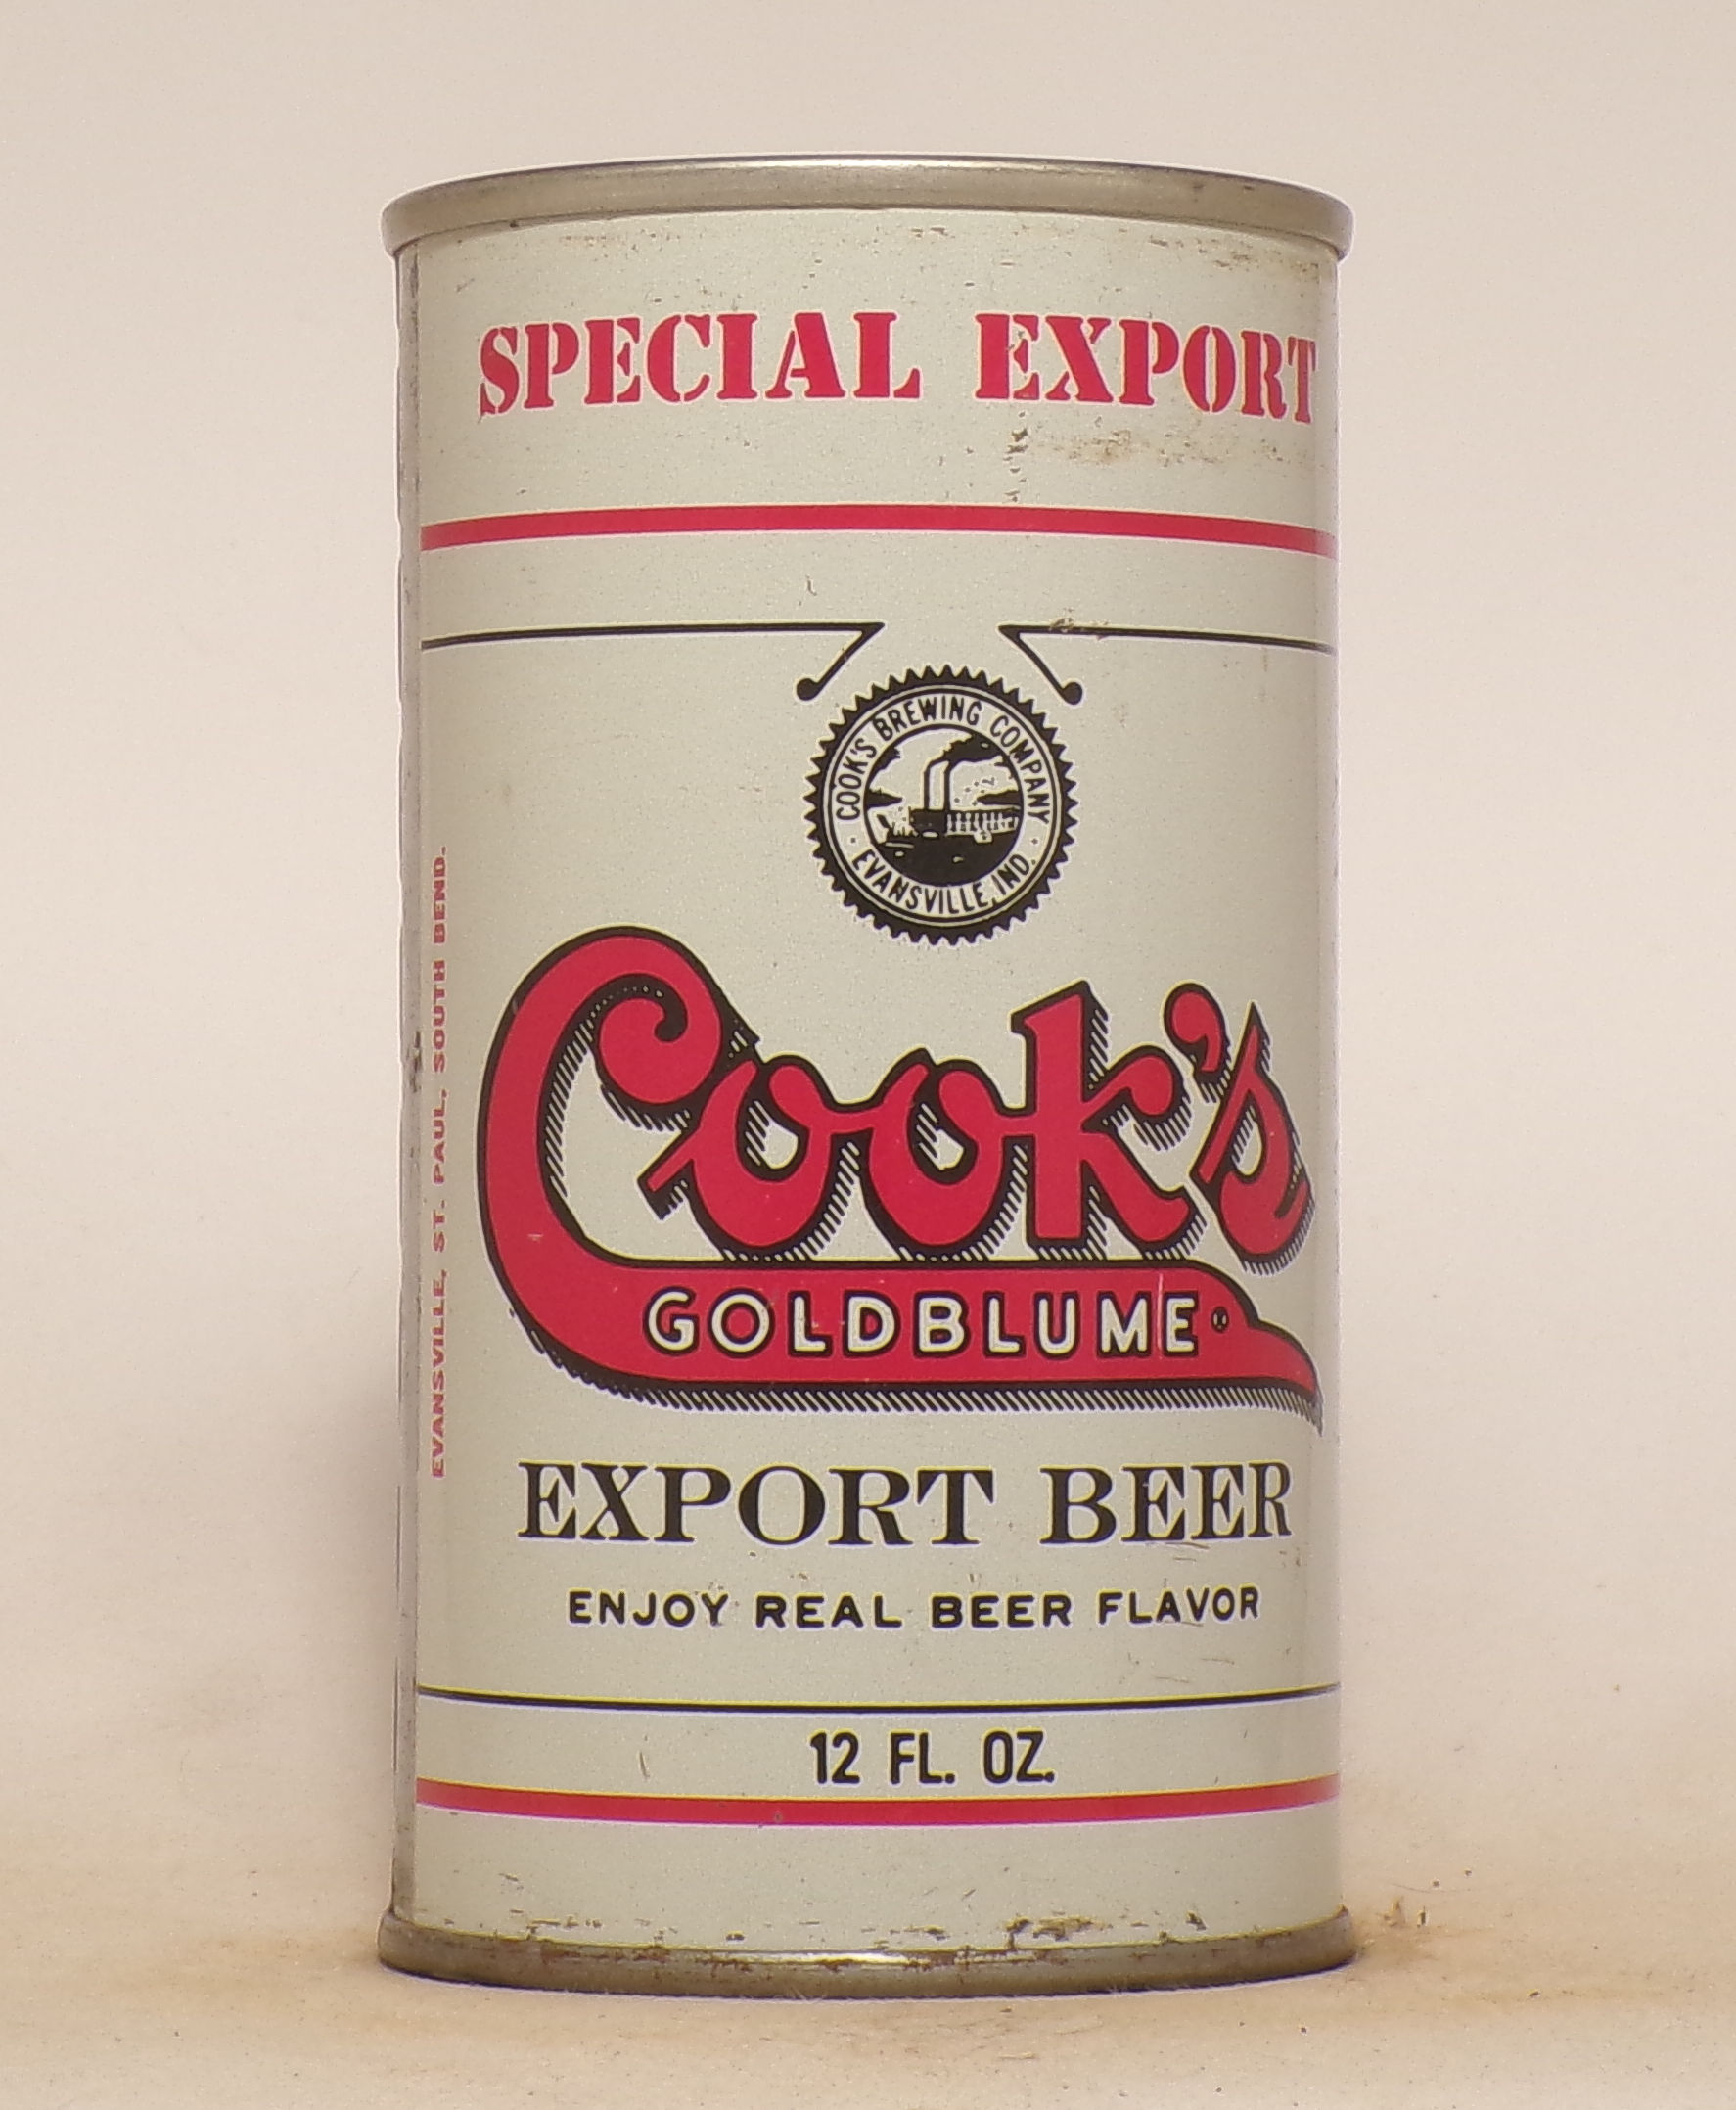 SPECIAL EXPORT
COOK'S BREWING COMPANY
· EVANSVILLE, IND. ·
Cook's
GOLDBLUME
EXPORT BEER
ENJOY REAL BEER FLAVOR
12 FL. OZ.
EVANSVILLE, ST. PAUL, SOUTH BEND.